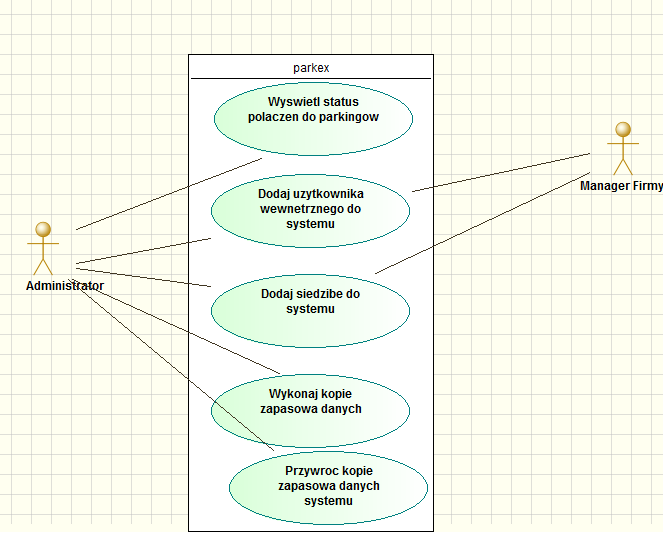 parkex
Wyswietl status
polaczen do parkingow
Dodaj uzytkownika
wewnetrznego do
systemu
Manager Firmy
Administrator
Dodaj siedzibe do
systemu
Wykonaj kopie
zapasowa danych
Przywroc kopie
zapasowa danych
systemu